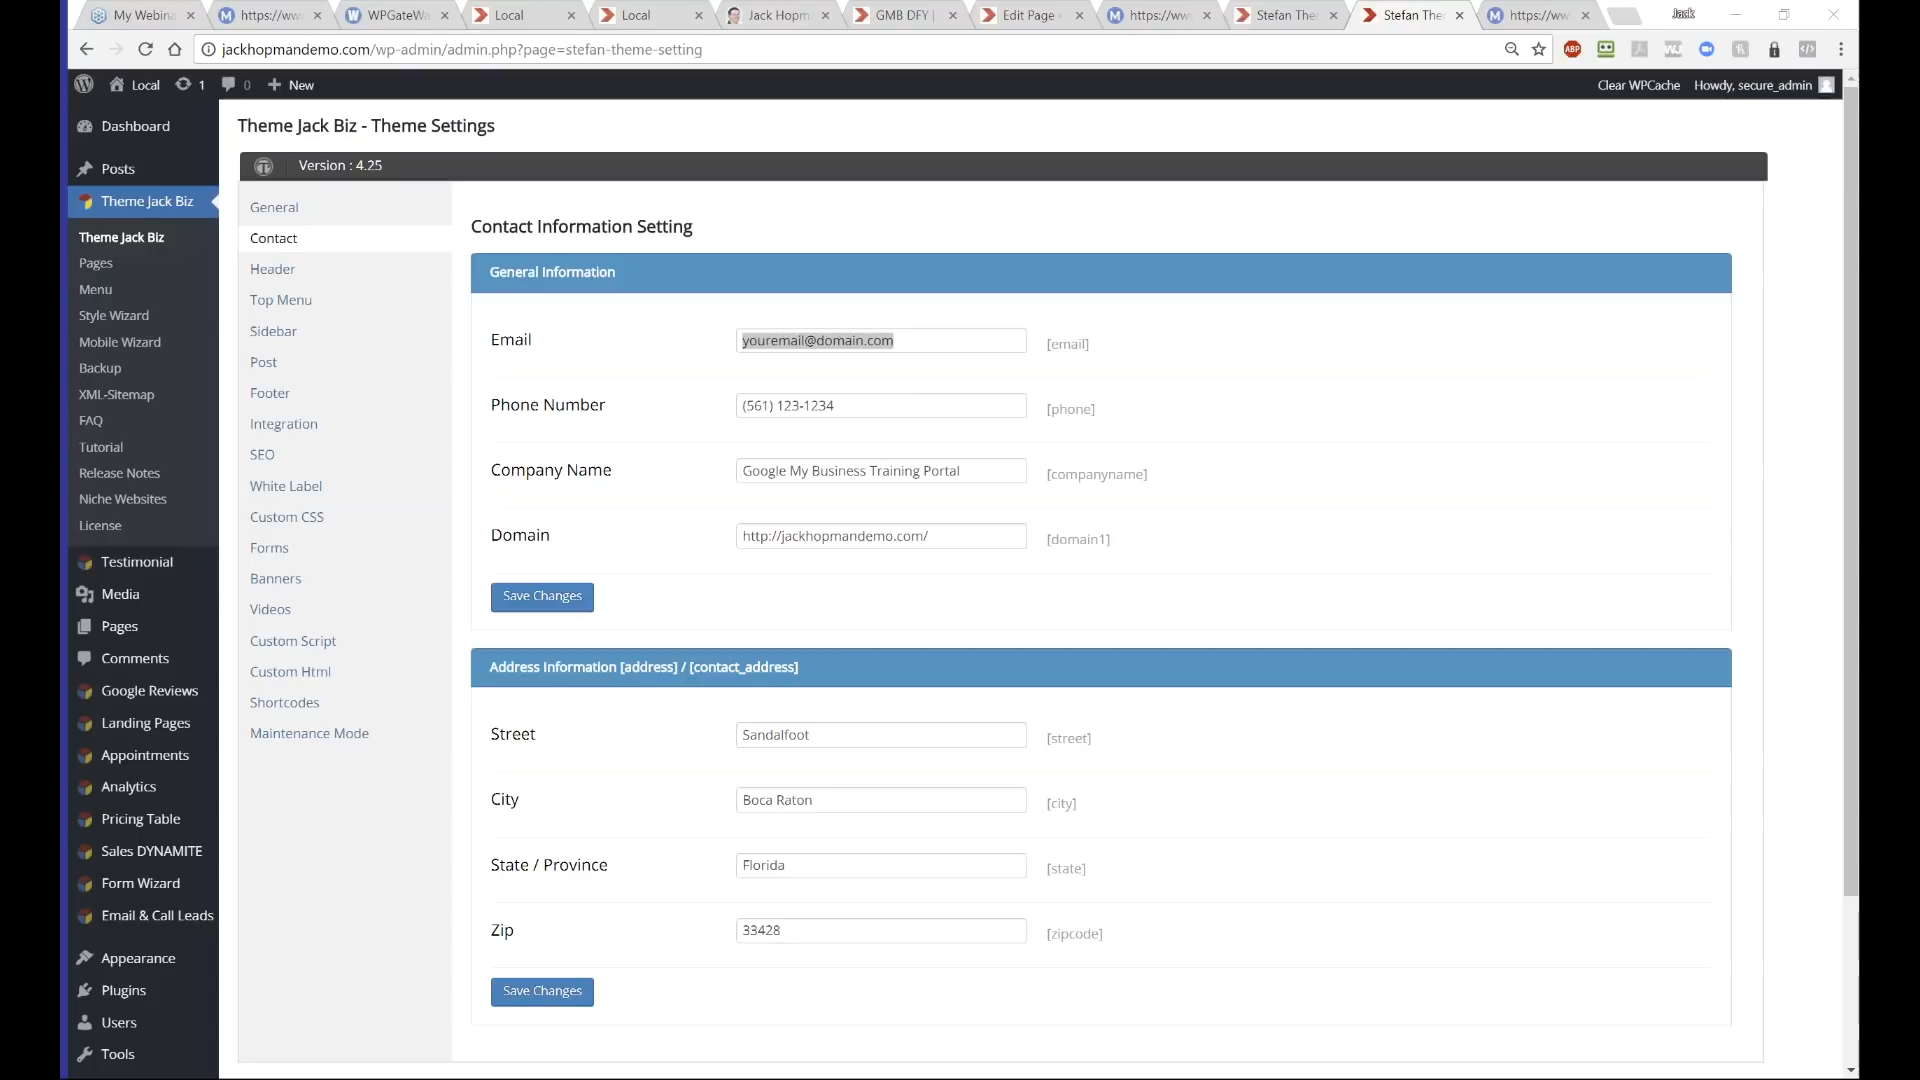 My Webina
https://ww
WPGateWa
Local
Local
Jack Hopm
GMB DFY |
Edit Page
https://ww
Stefan The
Stefan The
https://ww
Jack
jackhopmandemo.com/wp-admin/admin.php?page=stefan-theme-setting
ABP
Local
1
0
New
Clear WPCache
Howdy, secure_admin
Dashboard
Posts
Theme Jack Biz
Theme Jack Biz
Pages
Menu
Style Wizard
Mobile Wizard
Backup
XML-Sitemap
FAQ
Tutorial
Release Notes
Niche Websites
License
Testimonial
Media
Pages
Comments
Google Reviews
Landing Pages
Appointments
Analytics
Pricing Table
Sales DYNAMITE
Form Wizard
Email & Call Leads
Appearance
Plugins
Users
Tools
Theme Jack Biz - Theme Settings
Version : 4.25
General
Contact
Header
Top Menu
Sidebar
Post
Footer
Integration
SEO
White Label
Custom CSS
Forms
Banners
Videos
Custom Script
Custom Html
Shortcodes
Maintenance Mode
Contact Information Setting
General Information
Email
youremail@domain.com
[email]
Phone Number
(561) 123-1234
[phone]
Company Name
Google My Business Training Portal
[companyname]
Domain
http://jackhopmandemo.com/
[domain1]
Save Changes
Address Information [address] / [contact_address]
Street
Sandalfoot
[street]
City
Boca Raton
[city]
State / Province
Florida
[state]
Zip
33428
[zipcode]
Save Changes